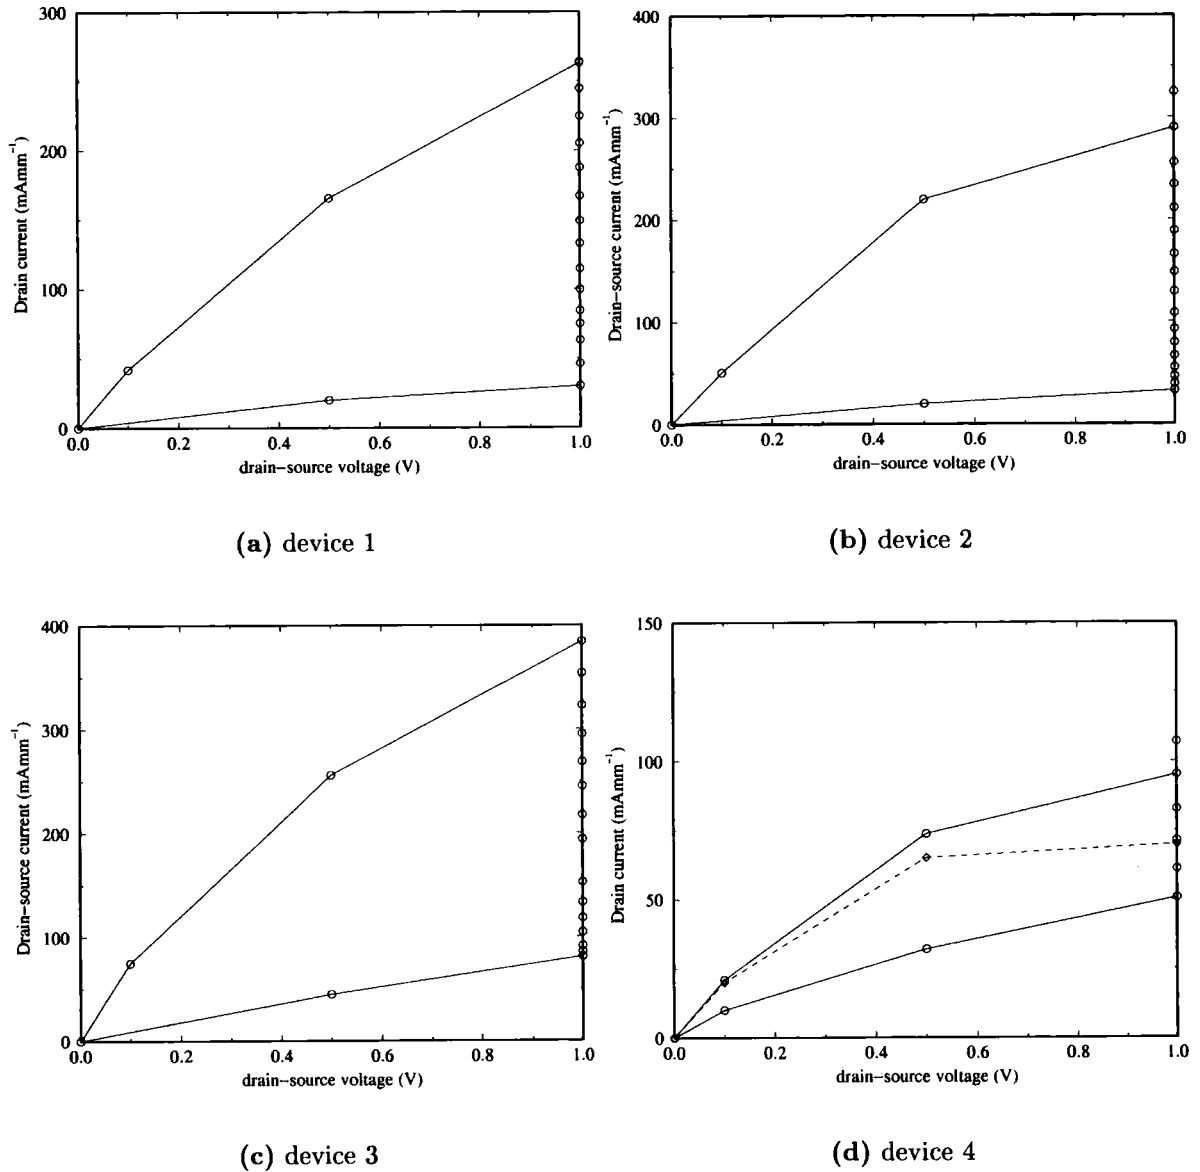 300
200
100
0
Drain current (mAmm⁻¹)
0.0 0.2 0.4 0.6 0.8 1.0
drain−source voltage (V)
(a) device 1
400
300
200
100
0
Drain−source current (mAmm⁻¹)
0.0 0.2 0.4 0.6 0.8 1.0
drain−source voltage (V)
(b) device 2
400
300
200
100
0
Drain−source current (mAmm⁻¹)
0.0 0.2 0.4 0.6 0.8 1.0
drain−source voltage (V)
(c) device 3
150
100
50
0
Drain current (mAmm⁻¹)
0.0 0.2 0.4 0.6 0.8 1.0
drain−source voltage (V)
(d) device 4